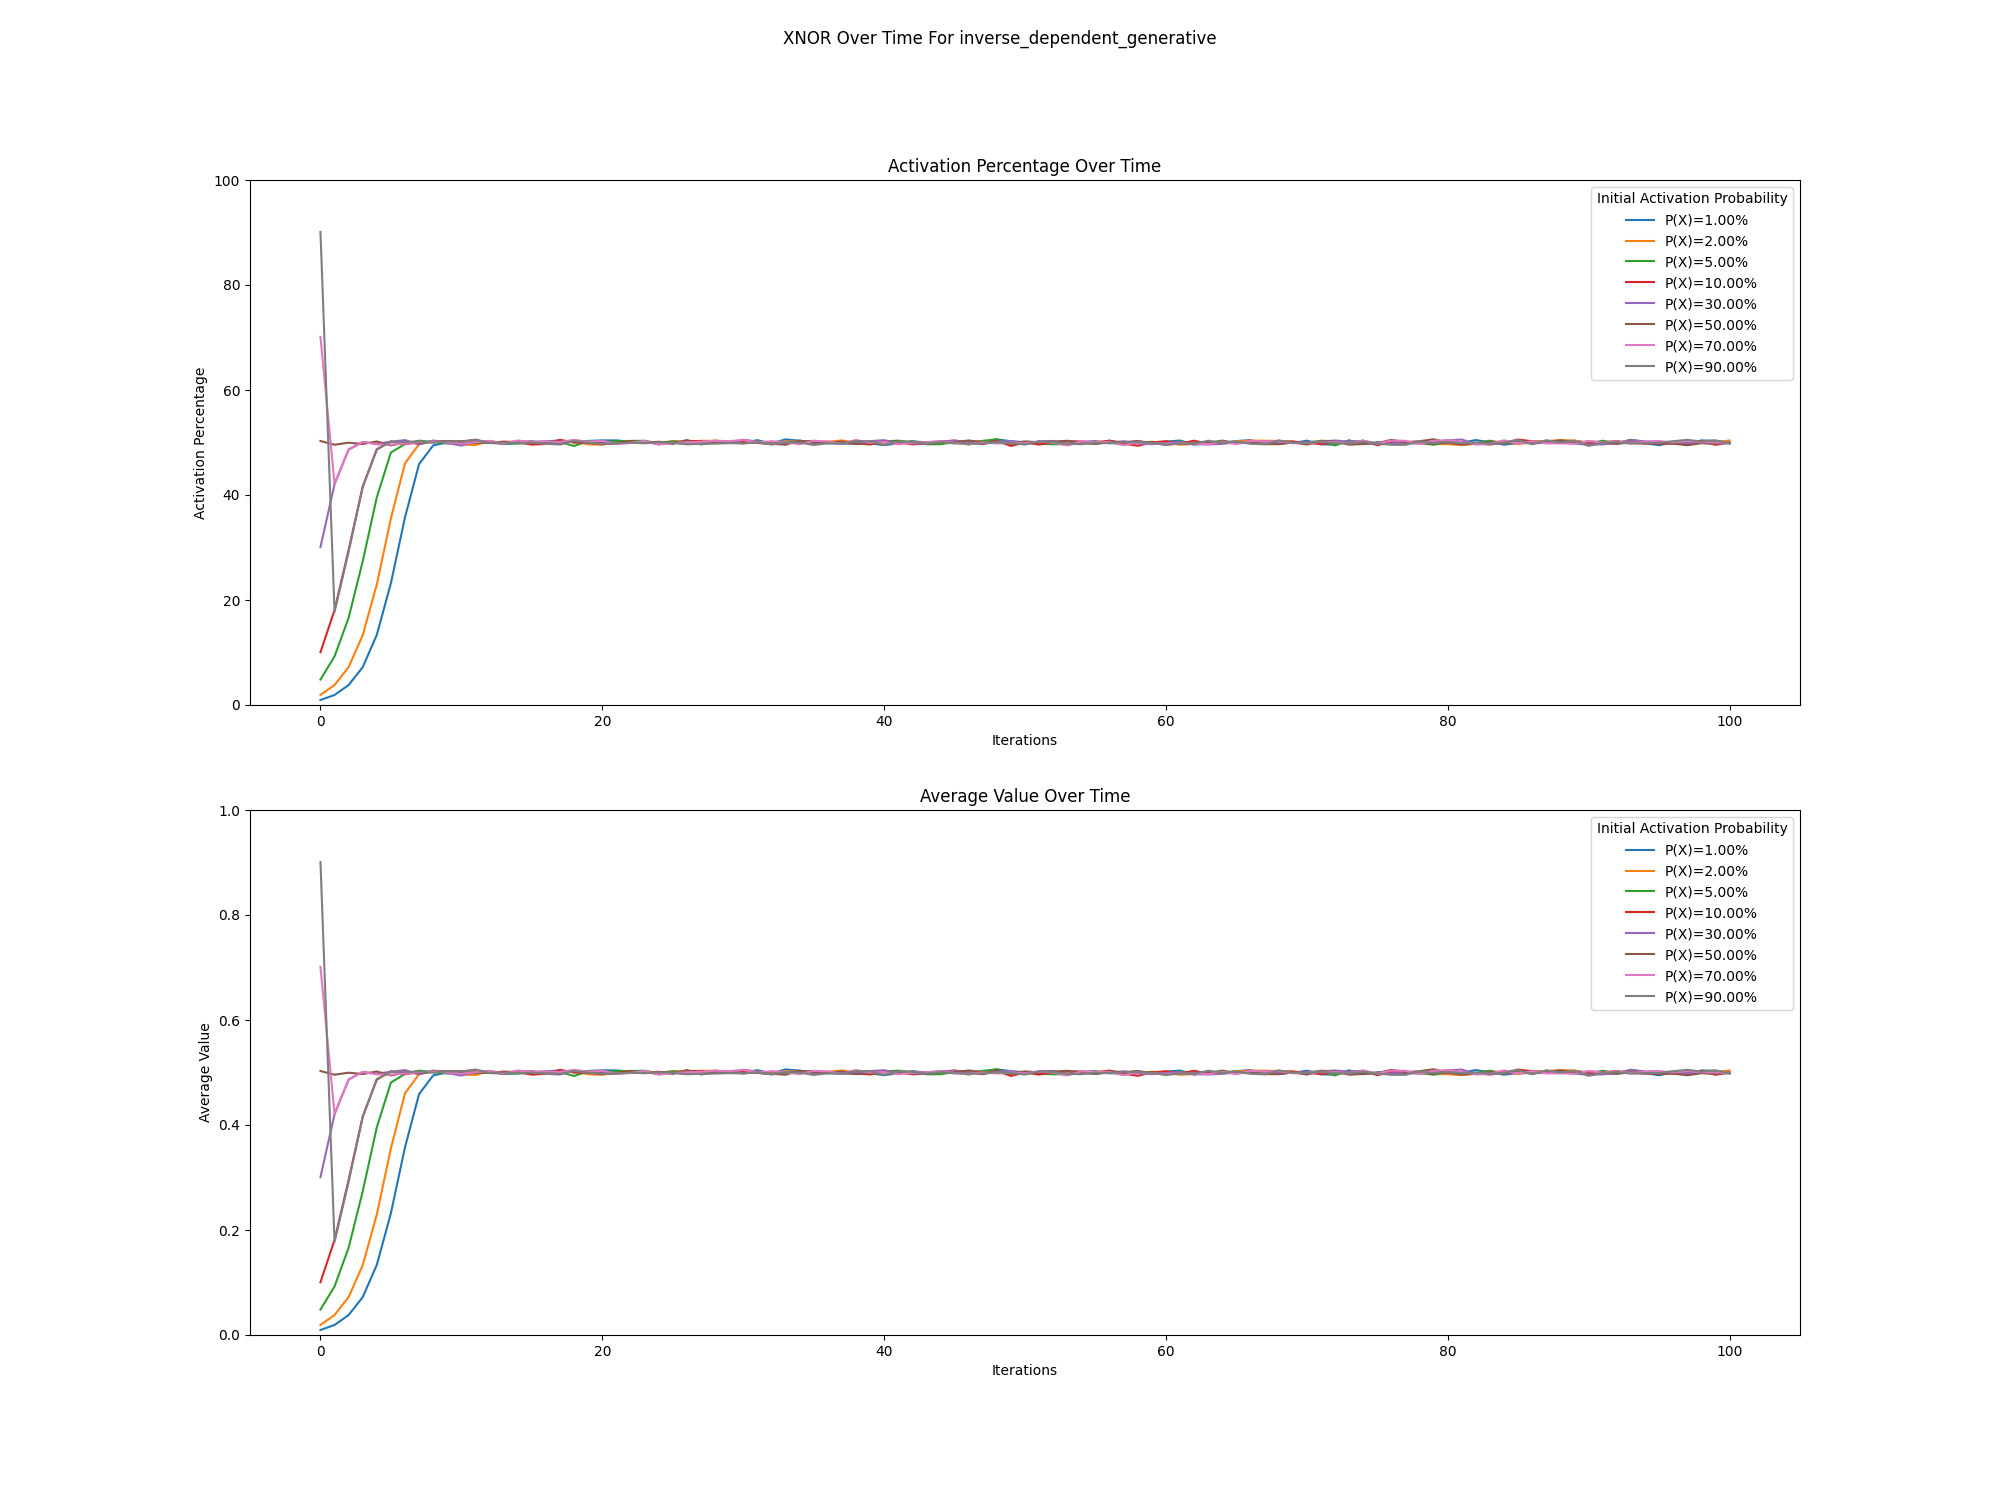 XNOR Over Time For inverse_dependent_generative
Activation Percentage Over Time
100
80
60
40
20
0
Activation Percentage
0 20 40 60 80 100
Iterations
Initial Activation Probability
P(X)=1.00%
P(X)=2.00%
P(X)=5.00%
P(X)=10.00%
P(X)=30.00%
P(X)=50.00%
P(X)=70.00%
P(X)=90.00%
Average Value Over Time
1.0
0.8
0.6
0.4
0.2
0.0
Average Value
0 20 40 60 80 100
Iterations
Initial Activation Probability
P(X)=1.00%
P(X)=2.00%
P(X)=5.00%
P(X)=10.00%
P(X)=30.00%
P(X)=50.00%
P(X)=70.00%
P(X)=90.00%